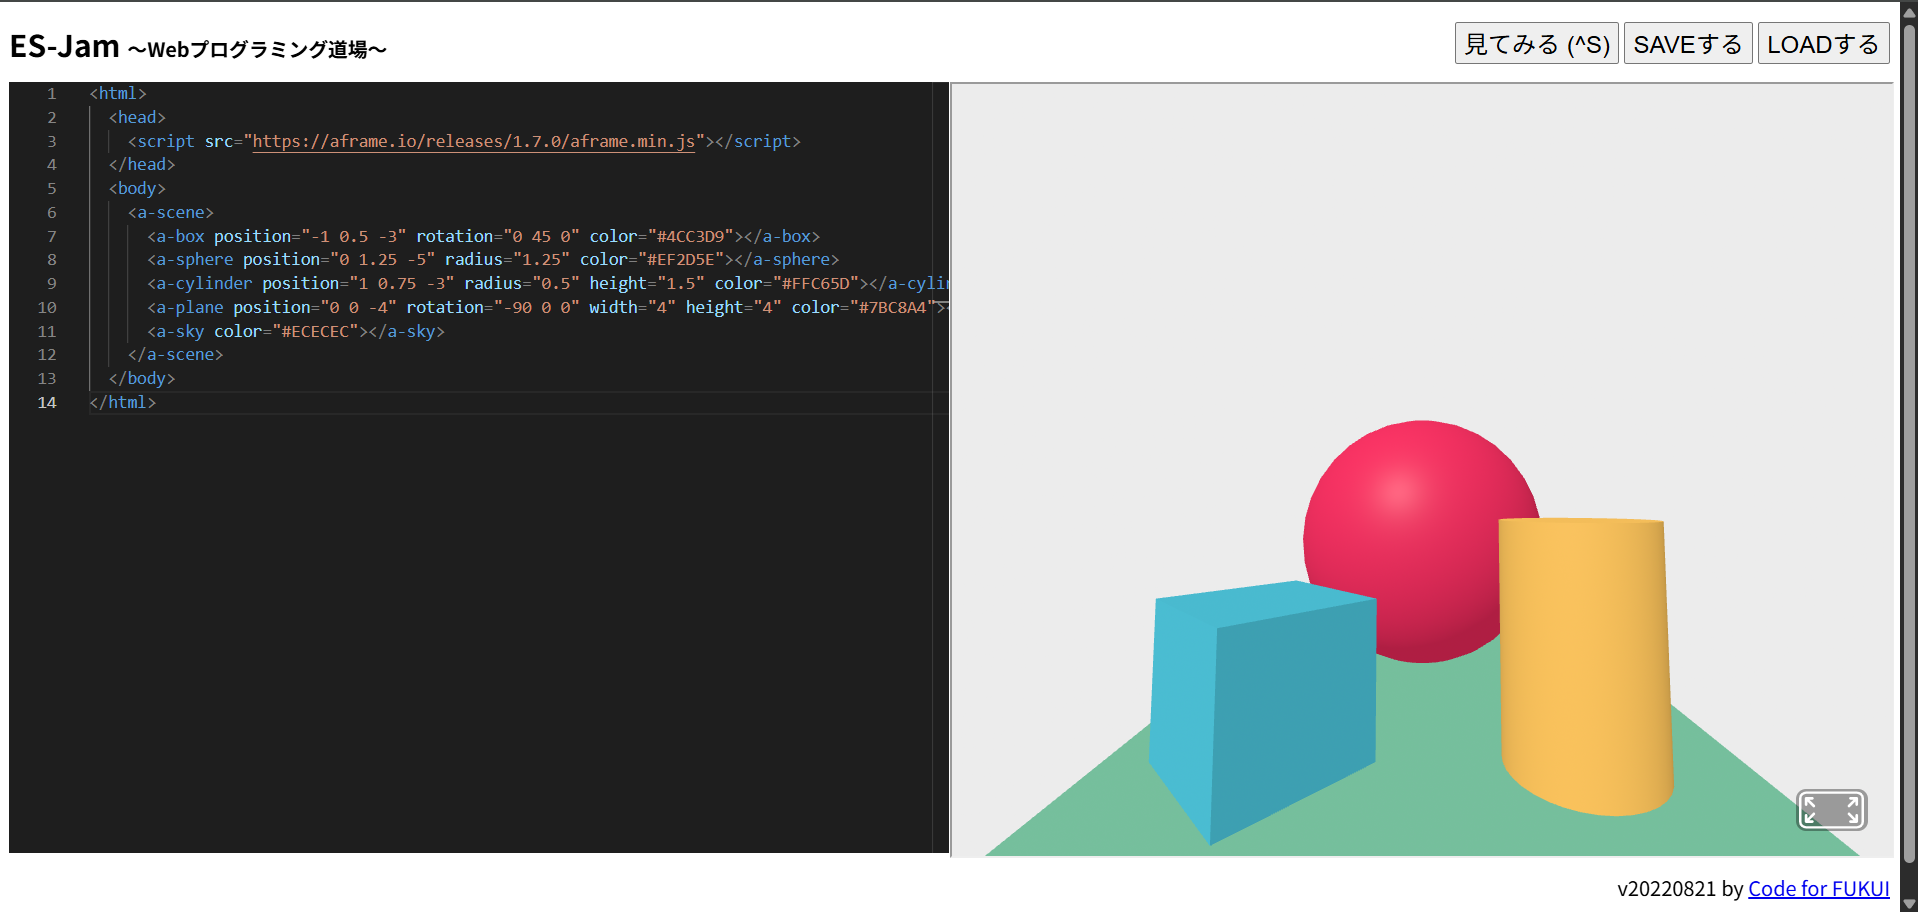 ES-Jam ～Webプログラミング道場～
見てみる (^S) SAVEする LOADする
1 <html>
2 <head>
3 <script src="https://aframe.io/releases/1.7.0/aframe.min.js"></script>
4 </head>
5 <body>
6 <a-scene>
7 <a-box position="-1 0.5 -3" rotation="0 45 0" color="#4CC3D9"></a-box>
8 <a-sphere position="0 1.25 -5" radius="1.25" color="#EF2D5E"></a-sphere>
9 <a-cylinder position="1 0.75 -3" radius="0.5" height="1.5" color="#FFC65D"></a-cylin
10 <a-plane position="0 0 -4" rotation="-90 0 0" width="4" height="4" color="#7BC8A4"><
11 <a-sky color="#ECECEC"></a-sky>
12 </a-scene>
13 </body>
14 </html>
v20220821 by Code for FUKUI